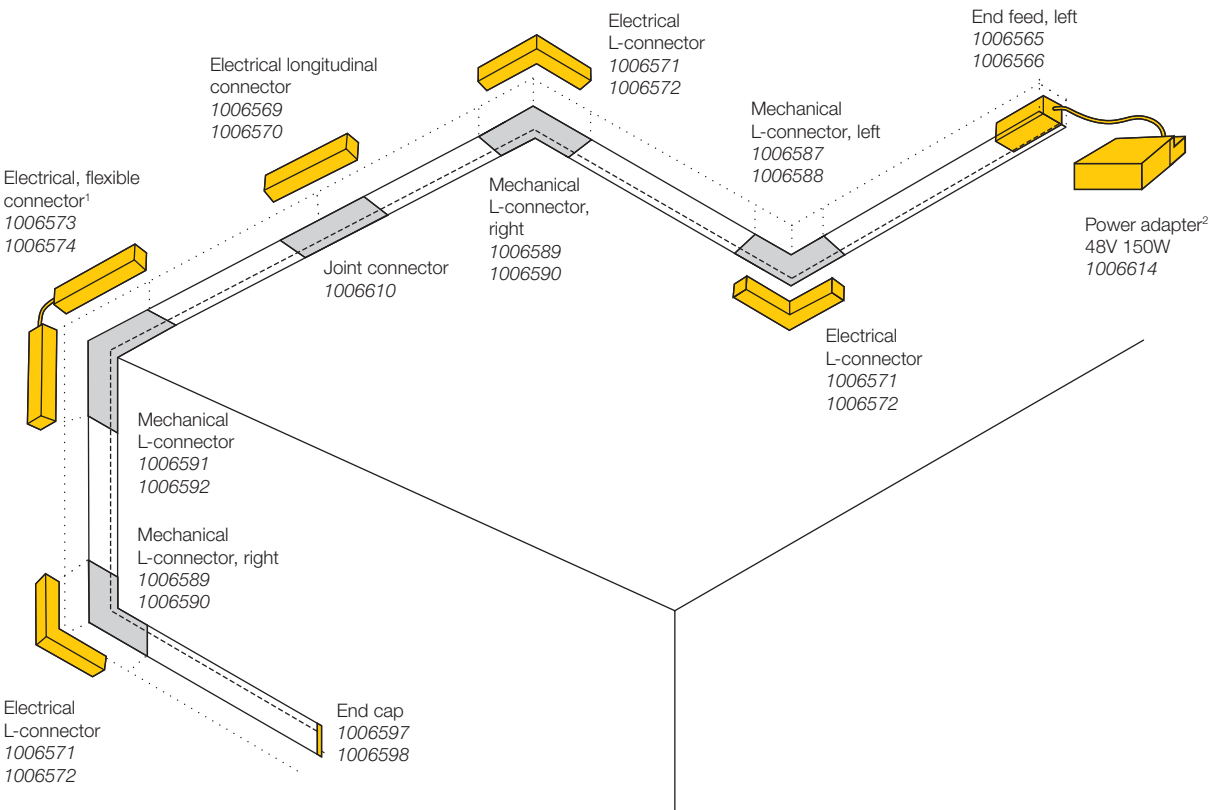 Electrical
L-connector
1006571
1006572
End feed, left
1006565
1006566
Electrical longitudinal
connector
1006569
1006570
Mechanical
L-connector, left
1006587
1006588
Electrical, flexible
connector¹
1006573
1006574
Mechanical
L-connector,
right
1006589
1006590
Power adapter²
48V 150W
1006614
Joint connector
1006610
Electrical
L-connector
1006571
1006572
Mechanical
L-connector
1006591
1006592
Mechanical
L-connector, right
1006589
1006590
Electrical
L-connector
1006571
1006572
End cap
1006597
1006598